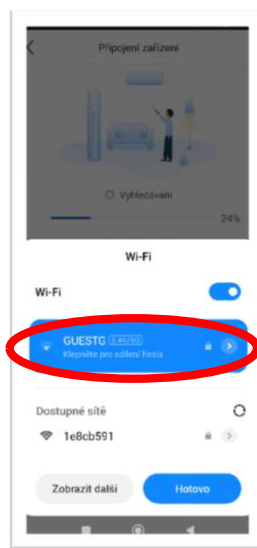 Připojení zařízení
Vyhledávání
24%
Wi-Fi
Wi-Fi
GUESTG 2.4G/5G
Klepněte pro sdílení hesla
Dostupné sítě
1e8cb591
Zobrazit další
Hotovo